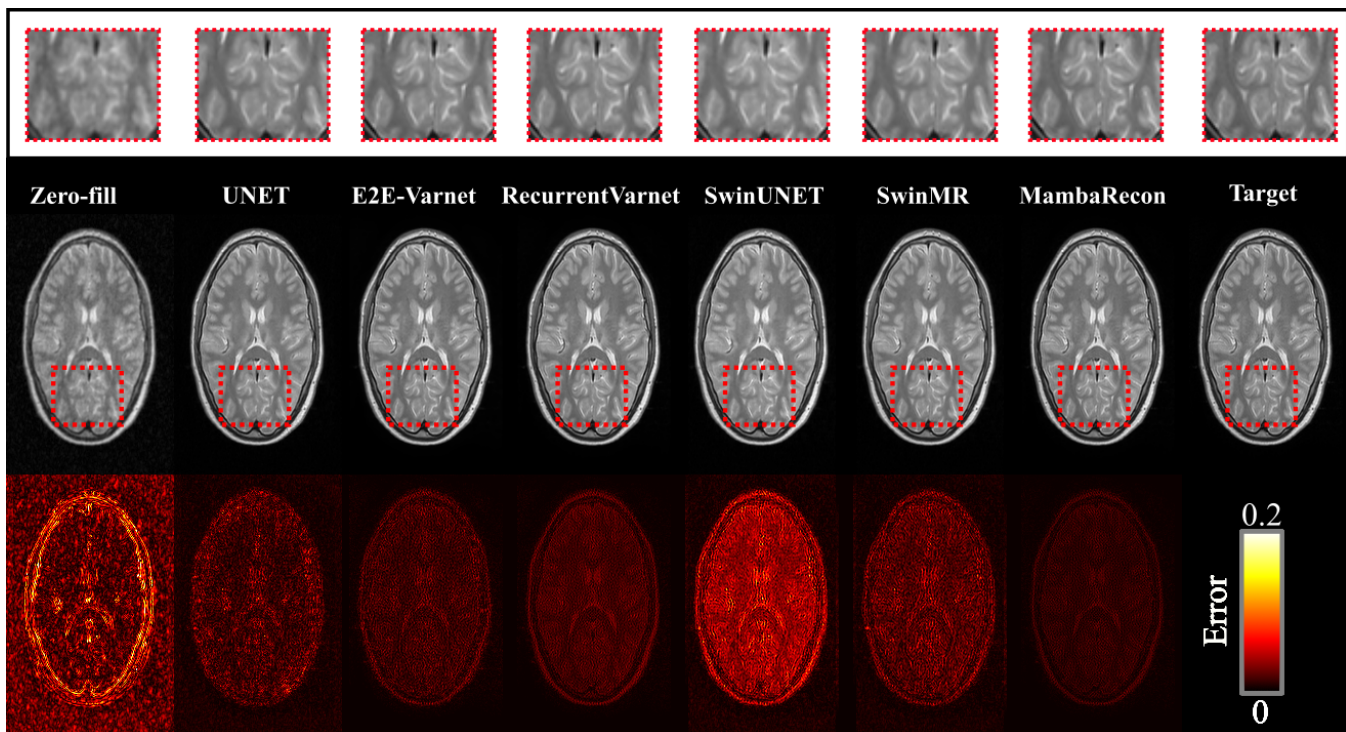 Zero-fill UNET E2E-Varnet RecurrentVarnet SwinUNET SwinMR MambaRecon Target
0.2
Error
0